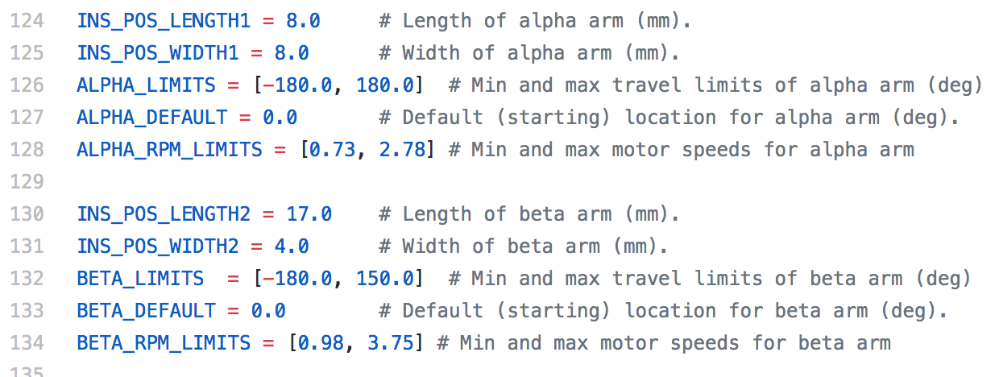 124 INS_POS_LENGTH1 = 8.0 # Length of alpha arm (mm).
125 INS_POS_WIDTH1 = 8.0 # Width of alpha arm (mm).
126 ALPHA_LIMITS = [-180.0, 180.0] # Min and max travel limits of alpha arm (deg)
127 ALPHA_DEFAULT = 0.0 # Default (starting) location for alpha arm (deg).
128 ALPHA_RPM_LIMITS = [0.73, 2.78] # Min and max motor speeds for alpha arm
129
130 INS_POS_LENGTH2 = 17.0 # Length of beta arm (mm).
131 INS_POS_WIDTH2 = 4.0 # Width of beta arm (mm).
132 BETA_LIMITS = [-180.0, 150.0] # Min and max travel limits of beta arm (deg)
133 BETA_DEFAULT = 0.0 # Default (starting) location for beta arm (deg).
134 BETA_RPM_LIMITS = [0.98, 3.75] # Min and max motor speeds for beta arm
135